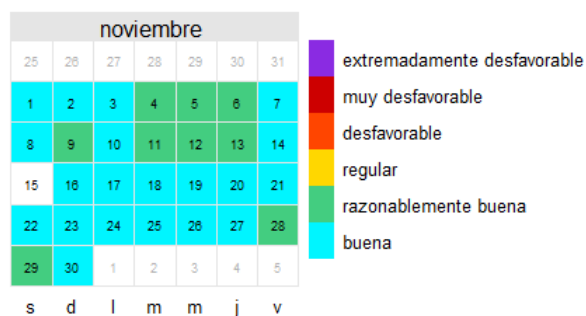 noviembre
25 26 27 28 29 30 31
1 2 3 4 5 6 7
8 9 10 11 12 13 14
15 16 17 18 19 20 21
22 23 24 25 26 27 28
29 30 1 2 3 4 5
s d l m m j v
extremadamente desfavorable
muy desfavorable
desfavorable
regular
razonablemente buena
buena